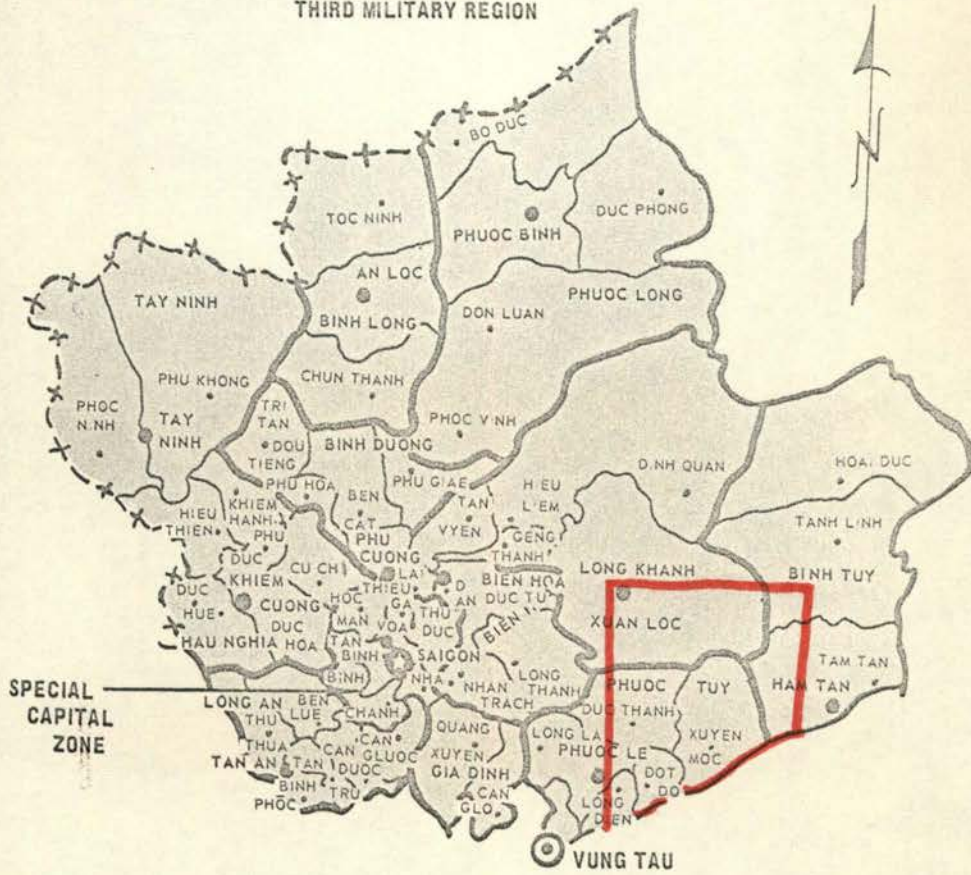 THIRD MILITARY REGION
N
BO DUC
TOC NINH
PHUOC BINH
DUC PHONG
AN LOC
BINH LONG
PHUOC LONG
DON LUAN
TAY NINH
CHUN THANH
PHU KHONG
PHOC
NINH
TAY
NINH
TRI
TAN
DOU
TIENG
BINH DUONG
PHOC VINH
PHU GIAE
DINH QUAN
HOAI DUC
PHU HOA
BEN
CAT
TAN
VYEN
HIEU
LIEM
HIEU
THIEN
KHIEM
HANH
PHU
DUC
PHU
CUONG
GENG
THANH
TANH LINH
BINH TUY
LONG KHANH
XUAN LOC
CU CHI
LAI
THIEU
BIEN HOA
DUC TU
DUC
HUE
KHIEM
CUONG
DUC
HOA
HAU NGHIA
HOC
MAN
GA
VOA
D
AN
THU
DUC
BIEN
TAN
BINH
SAIGON
NHA
NHAN
TRACH
LONG
THANH
PHUOC
TUY
DUC THANH
HAM TAN
TAM TAN
SPECIAL
CAPITAL
ZONE
LONG AN
BEN
LUE
BINH
CHANH
THU
THUA
CAN
GLUOC
CAN
DUOC
TAN AN
TAN
TRU
BINH
PHOC
QUANG
XUYEN
GIA DINH
CAN
GLO
LONG LA
PHUOC LE
XUYEN
MOC
DOT
DO
LONG
DIEN
VUNG TAU